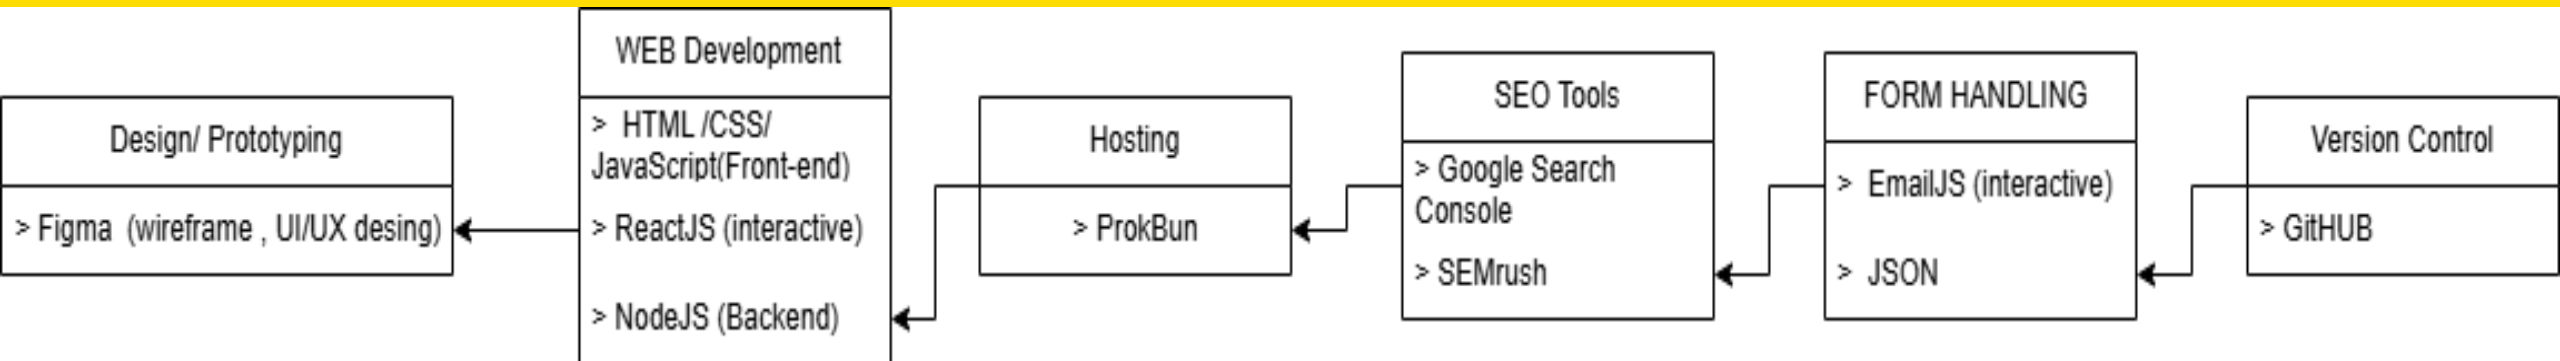 Design/ Prototyping
> Figma (wireframe , UI/UX desing)
WEB Development
> HTML /CSS/
JavaScript(Front-end)
> ReactJS (interactive)
> NodeJS (Backend)
Hosting
> ProkBun
SEO Tools
> Google Search
Console
> SEMrush
FORM HANDLING
> EmailJS (interactive)
> JSON
Version Control
> GitHUB